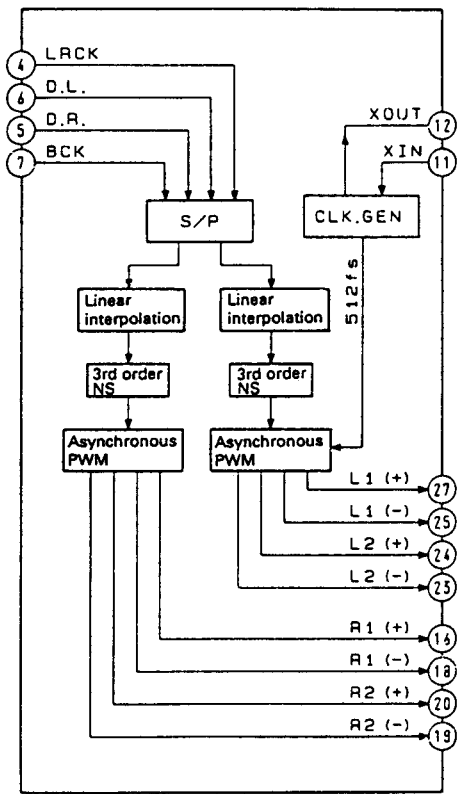 4 LRCK
6 D.L.
5 D.R.
7 BCK
XOUT 12
XIN 11
S/P
CLK.GEN
512fs
Linear
interpolation
Linear
interpolation
3rd order
NS
3rd order
NS
Asynchronous
PWM
Asynchronous
PWM
L1 (+) 27
L1 (-) 25
L2 (+) 24
L2 (-) 23
R1 (+) 16
R1 (-) 18
R2 (+) 20
R2 (-) 19